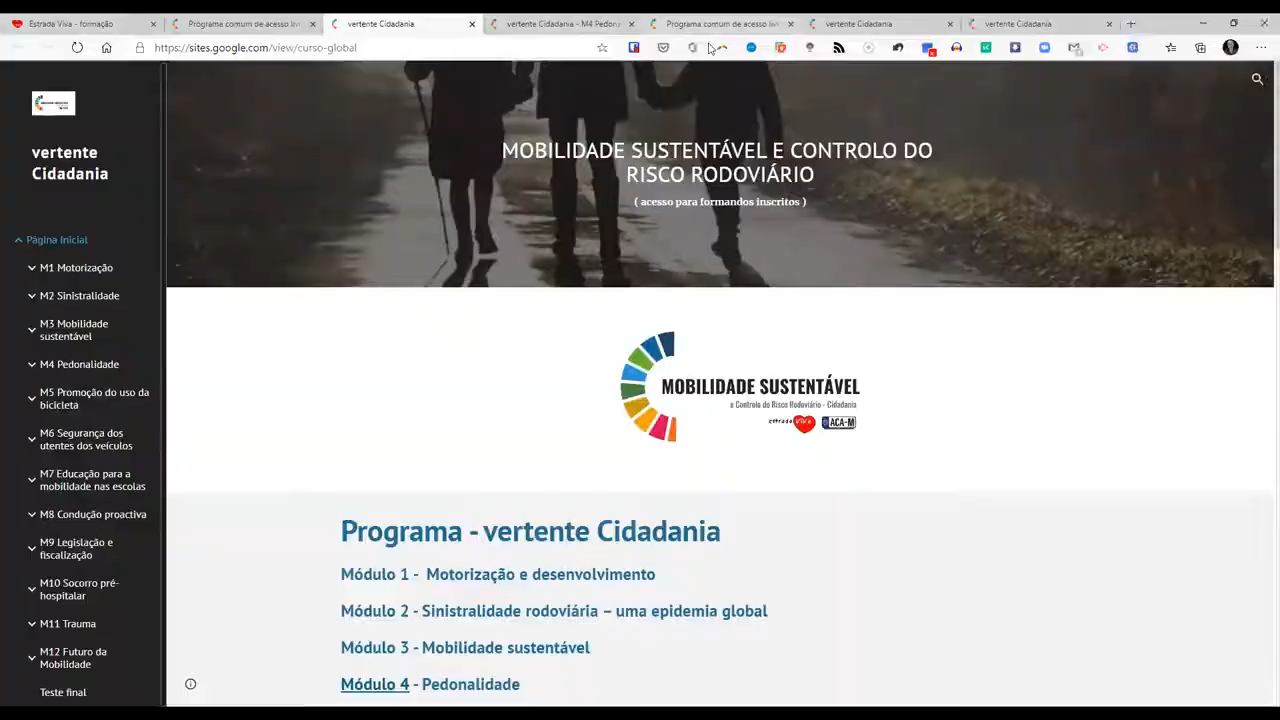 Estrada Viva - formação
Programa comum de acesso livr
vertente Cidadania
vertente Cidadania - M4 Pedon
Programa comum de acesso livr
vertente Cidadania
vertente Cidadania
https://sites.google.com/view/curso-global
vertente
Cidadania
Página Inicial
M1 Motorização
M2 Sinistralidade
M3 Mobilidade
sustentável
M4 Pedonalidade
M5 Promoção do uso da
bicicleta
M6 Segurança dos
utentes dos veículos
M7 Educação para a
mobilidade nas escolas
M8 Condução proactiva
M9 Legislação e
fiscalização
M10 Socorro pré-
hospitalar
M11 Trauma
M12 Futuro da
Mobilidade
Teste final
MOBILIDADE SUSTENTÁVEL E CONTROLO DO
RISCO RODOVIÁRIO
( acesso para formandos inscritos )
MOBILIDADE SUSTENTÁVEL
e Controlo do Risco Rodoviário - Cidadania
estrada viva ACA-M
Programa - vertente Cidadania
Módulo 1 - Motorização e desenvolvimento
Módulo 2 - Sinistralidade rodoviária – uma epidemia global
Módulo 3 - Mobilidade sustentável
Módulo 4 - Pedonalidade